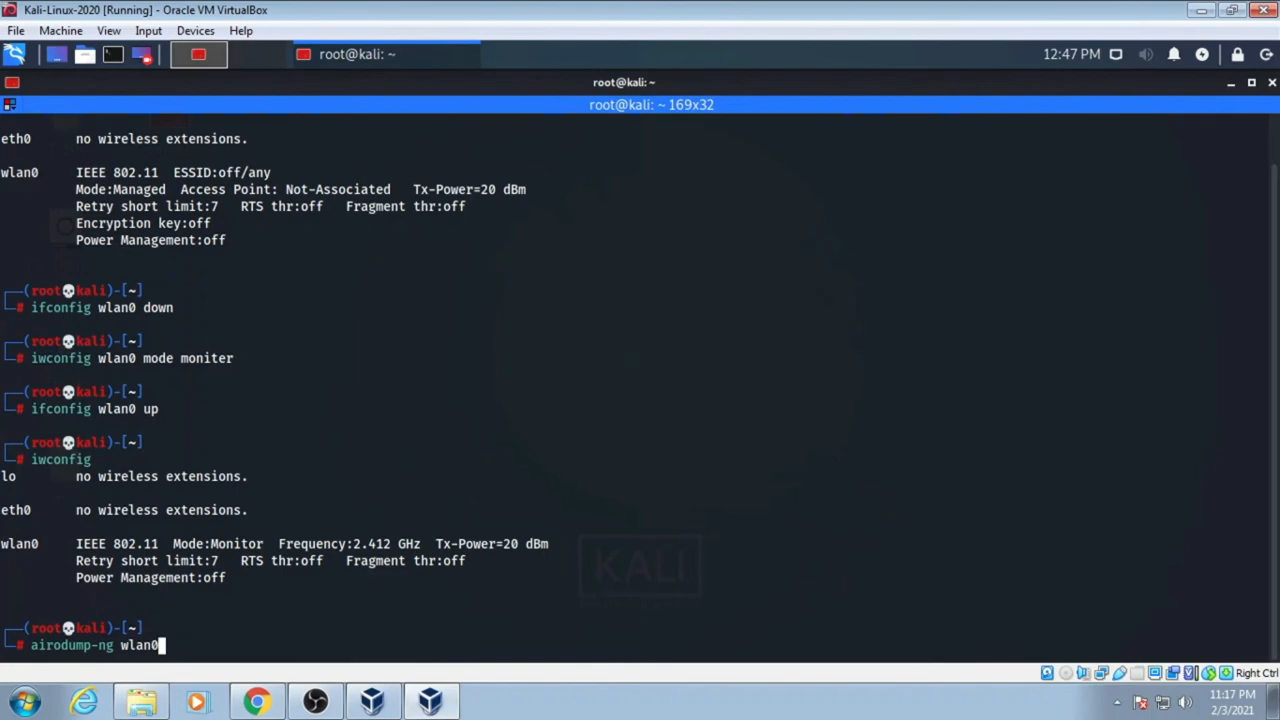 Kali-Linux-2020 [Running] - Oracle VM VirtualBox
File Machine View Input Devices Help
root@kali: ~
12:47 PM
root@kali: ~
root@kali: ~ 169x32
eth0 no wireless extensions.
wlan0 IEEE 802.11 ESSID:off/any
Mode:Managed Access Point: Not-Associated Tx-Power=20 dBm
Retry short limit:7 RTS thr:off Fragment thr:off
Encryption key:off
Power Management:off
┌──(root💀kali)-[~]
└─# ifconfig wlan0 down
┌──(root💀kali)-[~]
└─# iwconfig wlan0 mode moniter
┌──(root💀kali)-[~]
└─# ifconfig wlan0 up
┌──(root💀kali)-[~]
└─# iwconfig
lo no wireless extensions.
eth0 no wireless extensions.
wlan0 IEEE 802.11 Mode:Monitor Frequency:2.412 GHz Tx-Power=20 dBm
Retry short limit:7 RTS thr:off Fragment thr:off
Power Management:off
┌──(root💀kali)-[~]
└─# airodump-ng wlan0
KALI
Right Ctrl
11:17 PM
2/3/2021